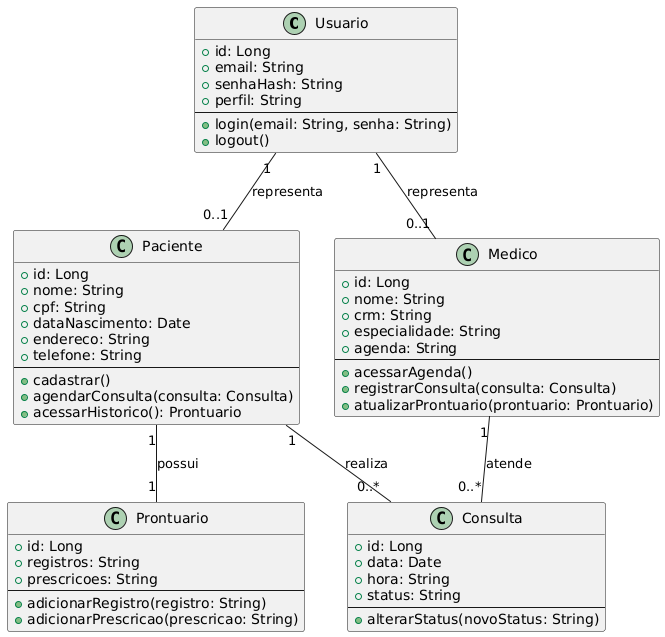 C Usuario
id: Long
email: String
senhaHash: String
perfil: String
login(email: String, senha: String)
logout()
1
1
representa
representa
0..1
0..1
C Paciente
id: Long
nome: String
cpf: String
dataNascimento: Date
endereco: String
telefone: String
cadastrar()
agendarConsulta(consulta: Consulta)
acessarHistorico(): Prontuario
C Medico
id: Long
nome: String
crm: String
especialidade: String
agenda: String
acessarAgenda()
registrarConsulta(consulta: Consulta)
atualizarProntuario(prontuario: Prontuario)
1
1
1
possui
realiza
atende
1
0..*
0..*
C Prontuario
id: Long
registros: String
prescricoes: String
adicionarRegistro(registro: String)
adicionarPrescricao(prescricao: String)
C Consulta
id: Long
data: Date
hora: String
status: String
alterarStatus(novoStatus: String)